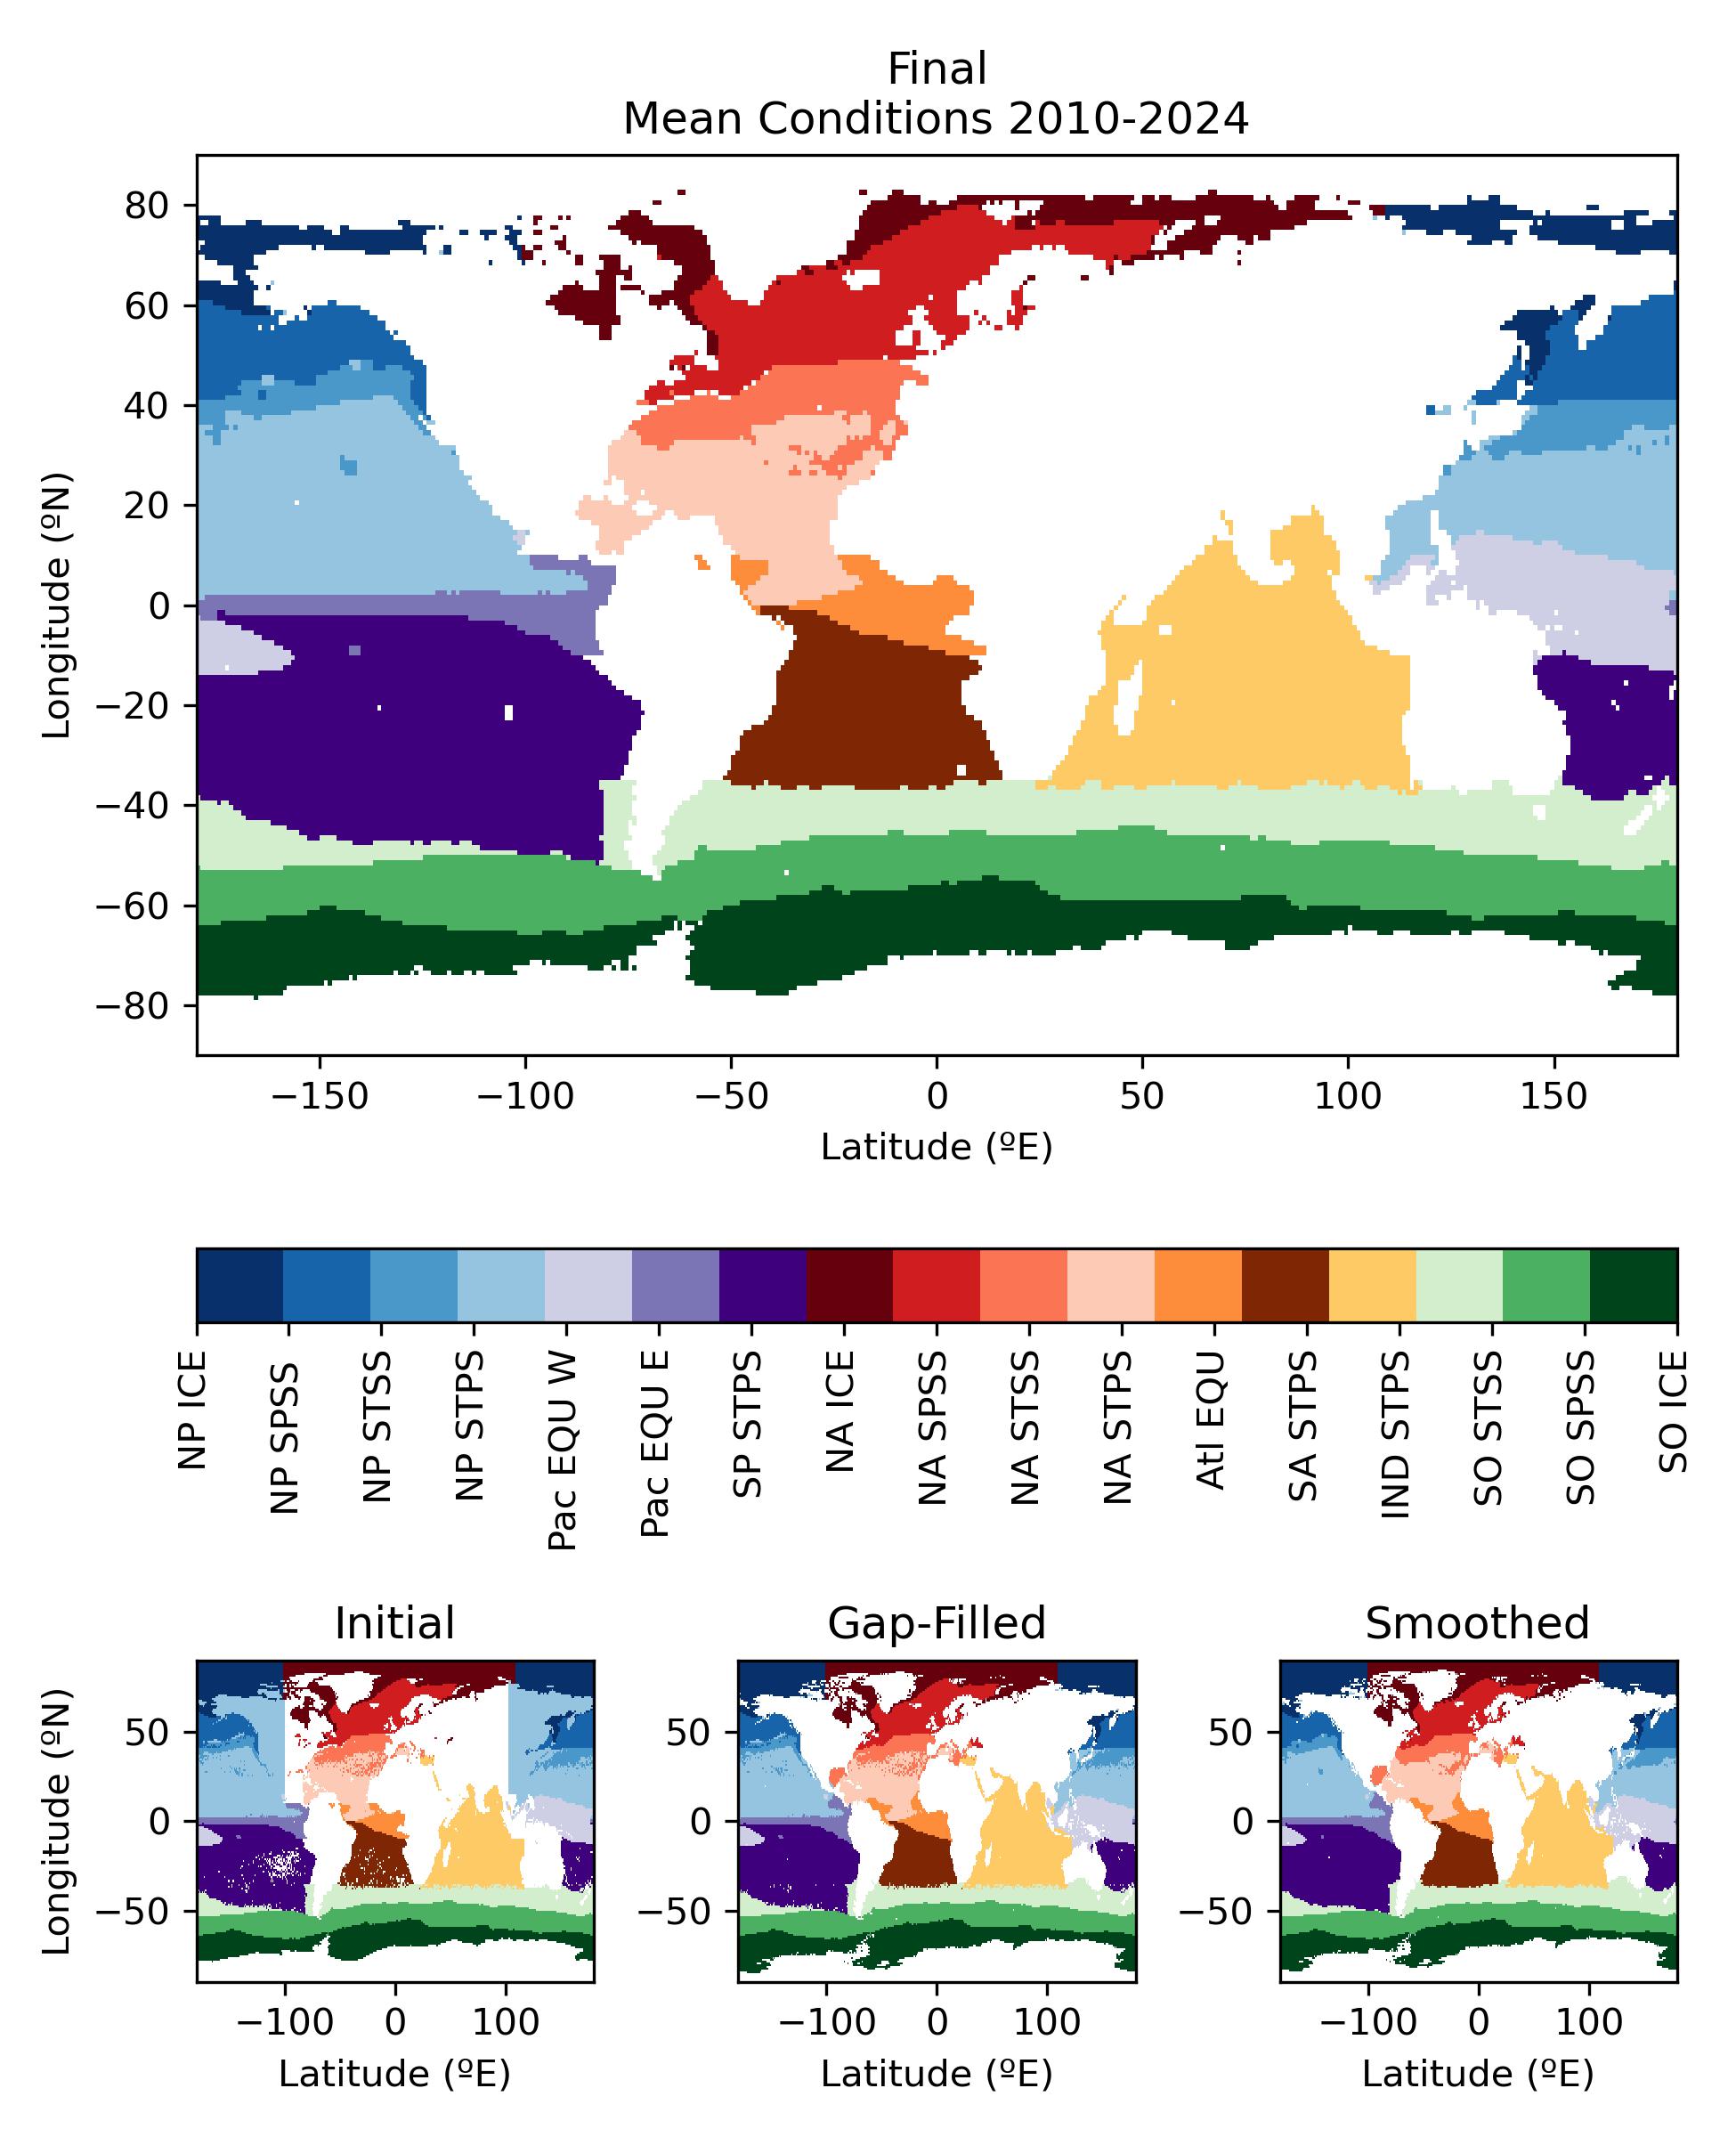 Final
Mean Conditions 2010-2024
80
60
40
20
0
−20
−40
−60
−80
Longitude (ºN)
−150 −100 −50 0 50 100 150
Latitude (ºE)
NP ICE
NP SPSS
NP STSS
NP STPS
Pac EQU W
Pac EQU E
SP STPS
NA ICE
NA SPSS
NA STSS
NA STPS
Atl EQU
SA STPS
IND STPS
SO STSS
SO SPSS
SO ICE
Initial
Longitude (ºN)
50
0
−50
−100 0 100
Latitude (ºE)
Gap-Filled
50
0
−50
−100 0 100
Latitude (ºE)
Smoothed
50
0
−50
−100 0 100
Latitude (ºE)